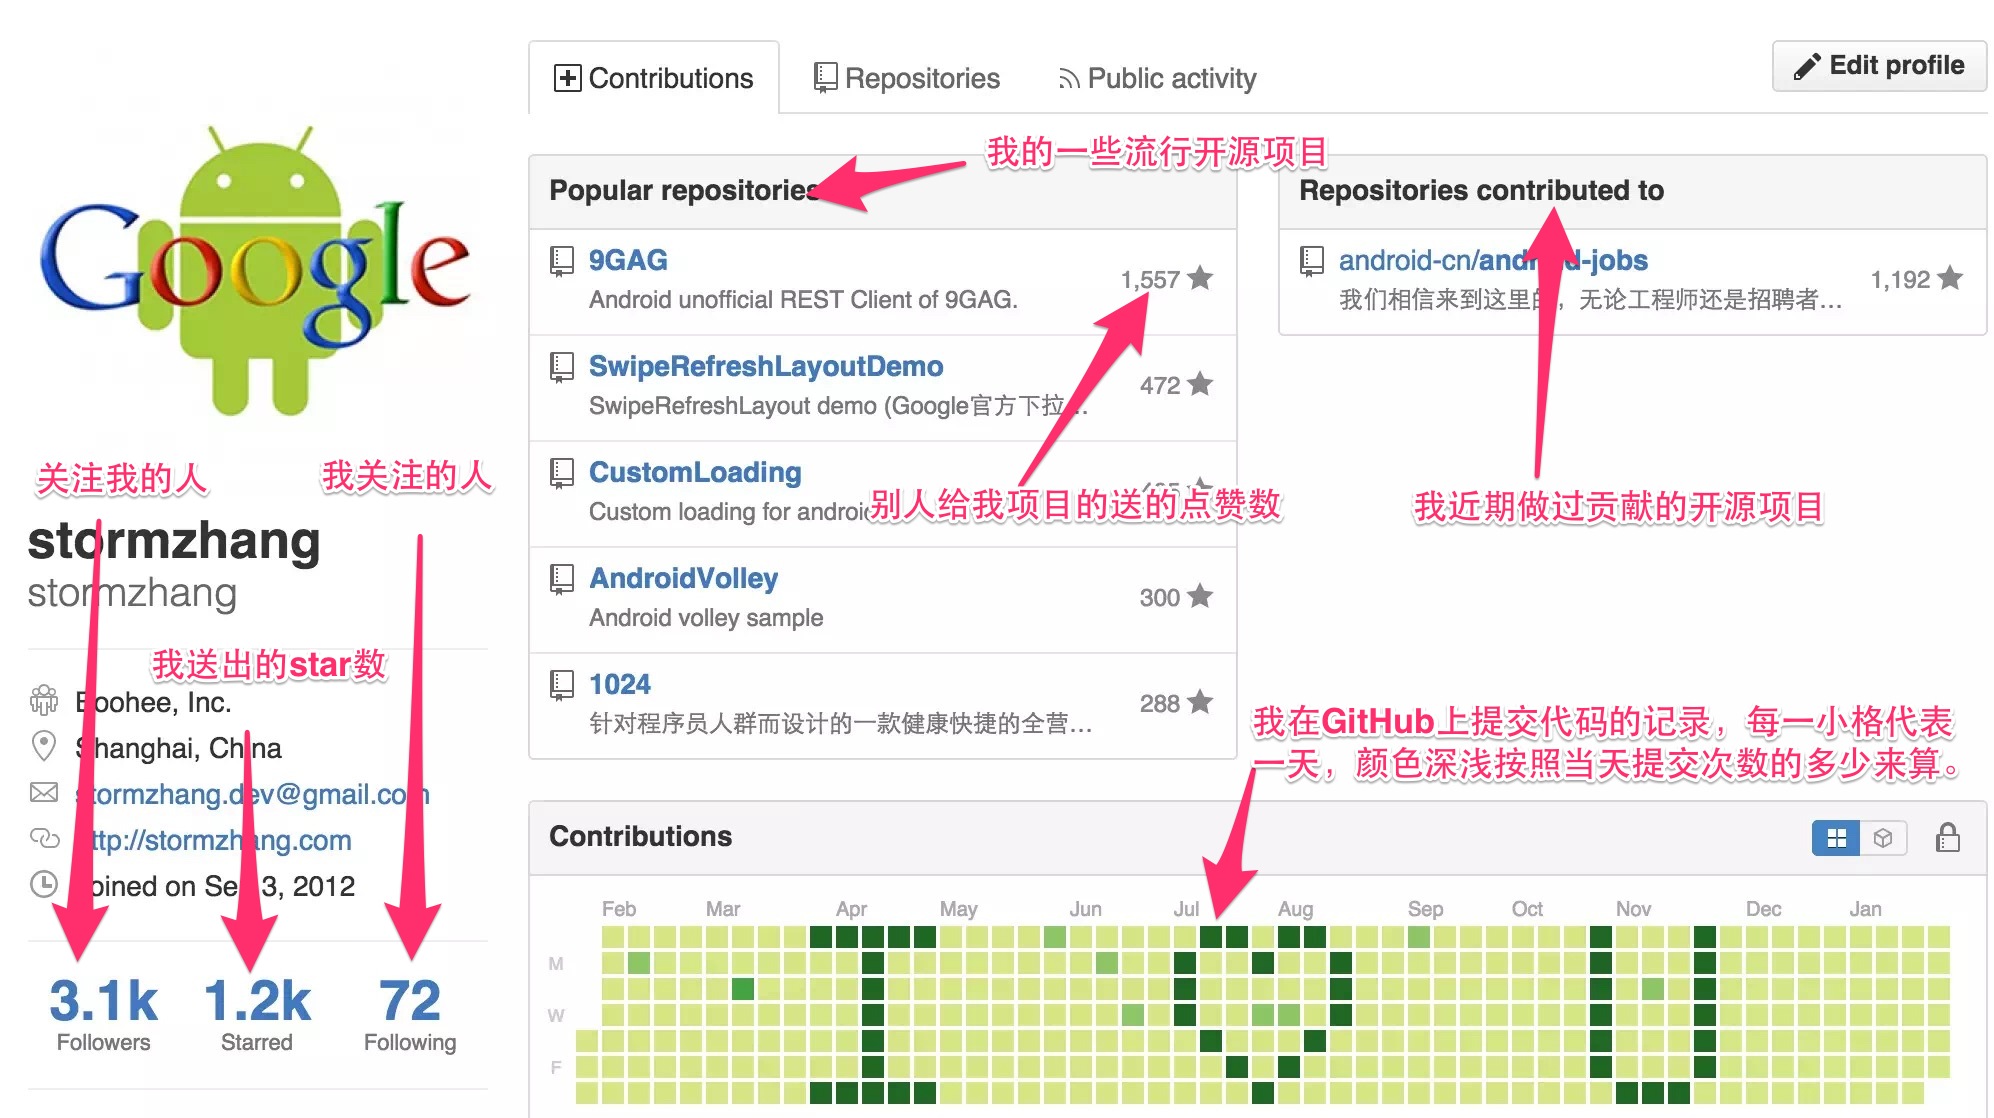 Contributions
Repositories
Public activity
Edit profile
Google
关注我的人
我关注的人
stormzhang
stormzhang
我送出的star数
Boohee, Inc.
Shanghai, China
stormzhang.dev@gmail.com
http://stormzhang.com
Joined on Sep 3, 2012
3.1k
Followers
1.2k
Starred
72
Following
我的一些流行开源项目
Popular repositories
9GAG
Android unofficial REST Client of 9GAG.
1,557
SwipeRefreshLayoutDemo
SwipeRefreshLayout demo (Google官方下拉...
472
CustomLoading
Custom loading for android
别人给我项目的送的点赞数
AndroidVolley
Android volley sample
300
1024
针对程序员人群而设计的一款健康快捷的全营...
288
Repositories contributed to
android-cn/android-jobs
我们相信来到这里的，无论工程师还是招聘者...
1,192
我近期做过贡献的开源项目
我在GitHub上提交代码的记录，每一小格代表
一天，颜色深浅按照当天提交次数的多少来算。
Contributions
Feb Mar Apr May Jun Jul Aug Sep Oct Nov Dec Jan
M
W
F